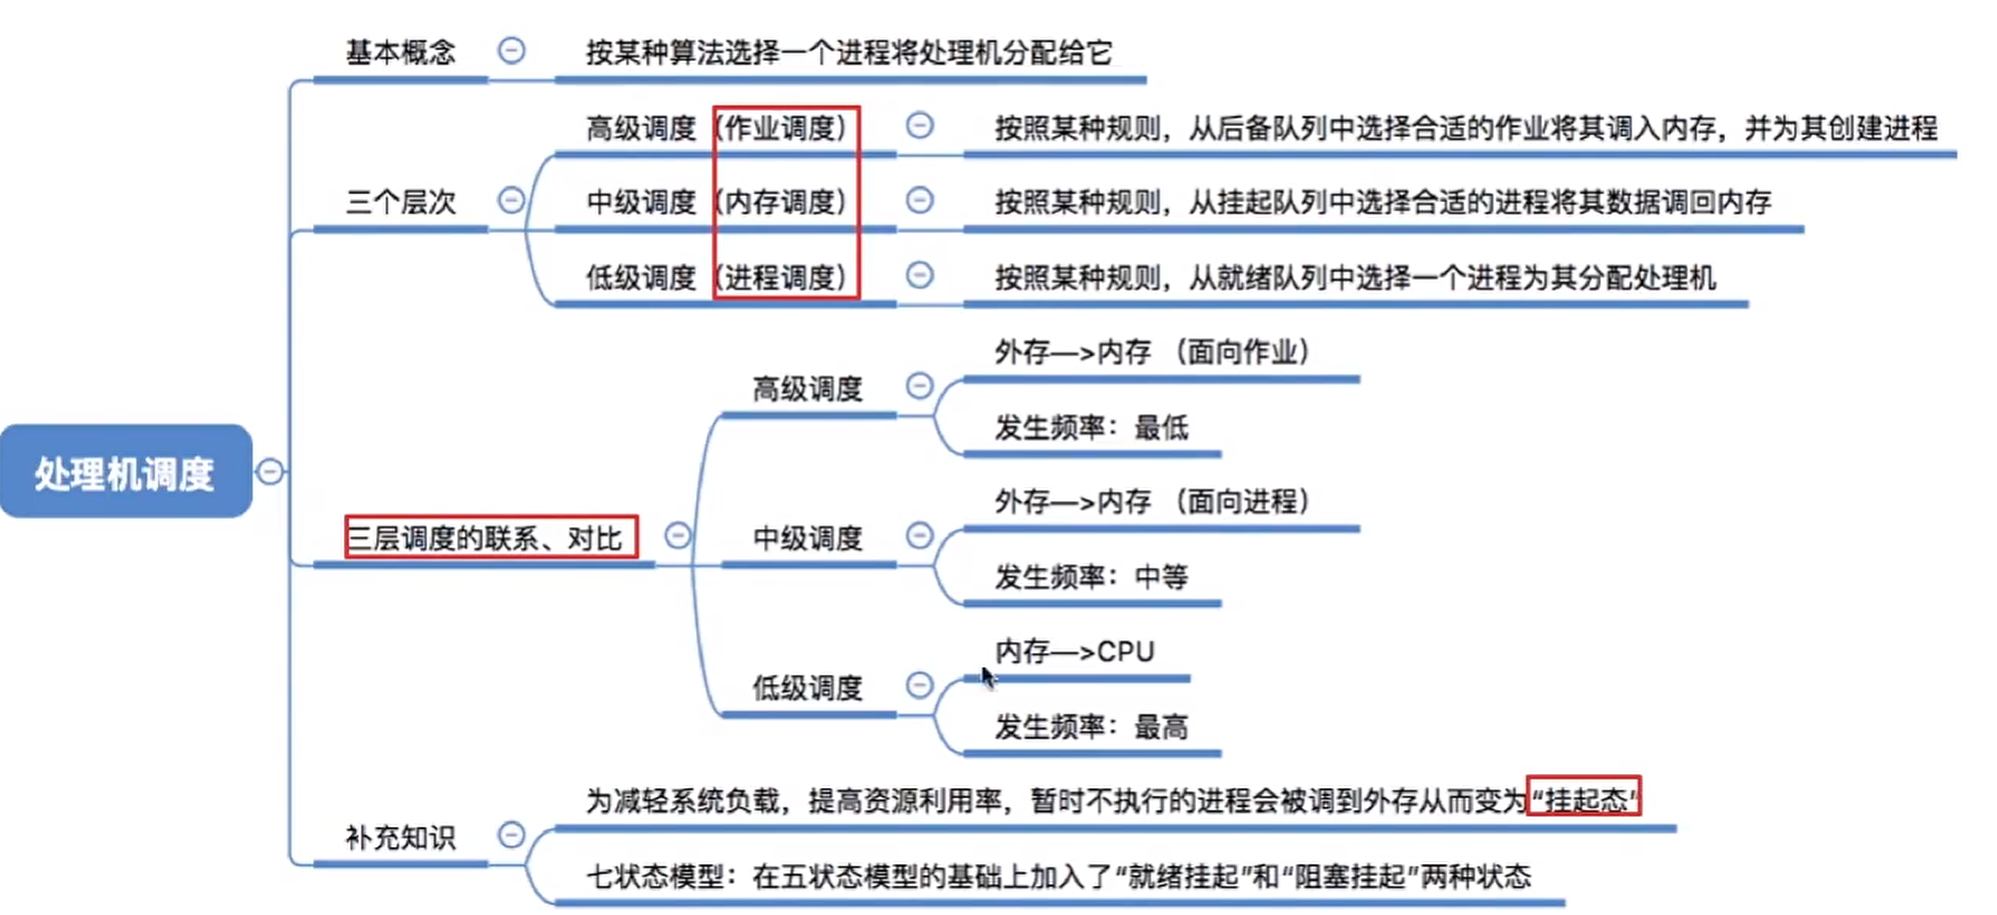 基本概念
按某种算法选择一个进程将处理机分配给它
高级调度（作业调度）
按照某种规则，从后备队列中选择合适的作业将其调入内存，并为其创建进程
三个层次
中级调度（内存调度）
按照某种规则，从挂起队列中选择合适的进程将其数据调回内存
低级调度（进程调度）
按照某种规则，从就绪队列中选择一个进程为其分配处理机
处理机调度
三层调度的联系、对比
高级调度
外存—>内存 （面向作业）
发生频率：最低
中级调度
外存—>内存 （面向进程）
发生频率：中等
低级调度
内存—>CPU
发生频率：最高
补充知识
为减轻系统负载，提高资源利用率，暂时不执行的进程会被调到外存从而变为“挂起态”
七状态模型：在五状态模型的基础上加入了“就绪挂起”和“阻塞挂起”两种状态